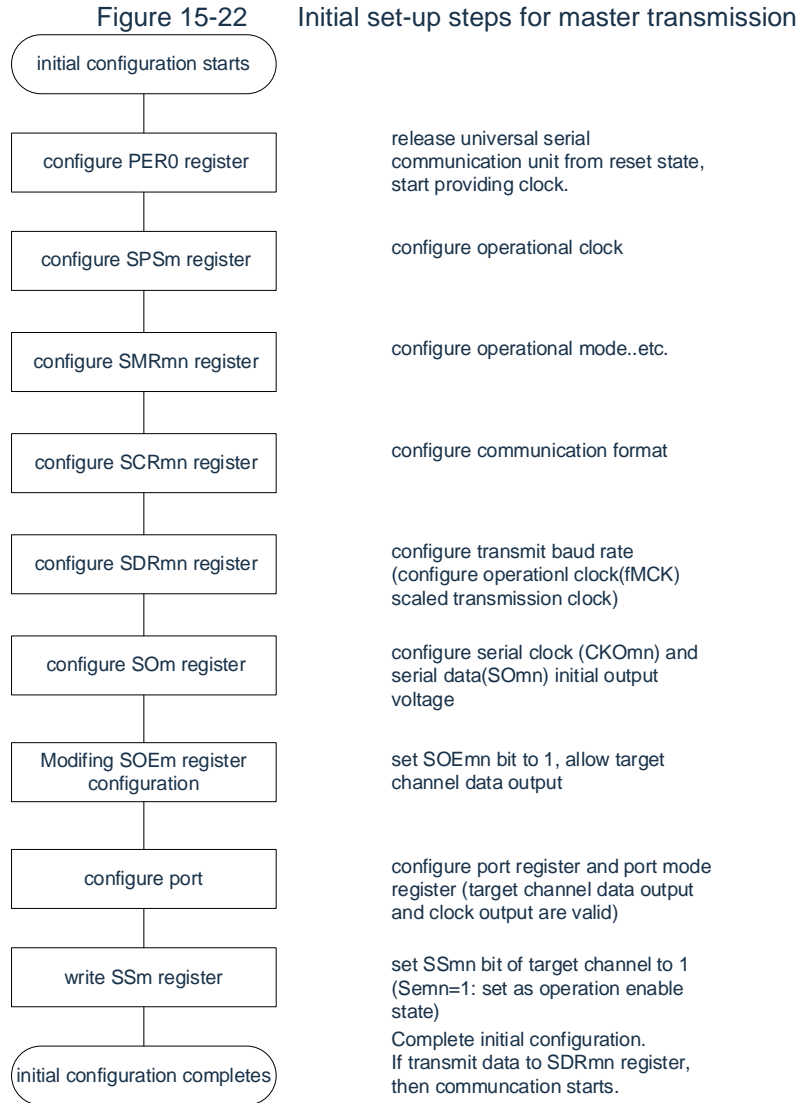 Figure 15-22 Initial set-up steps for master transmission
initial configuration starts
configure PER0 register
release universal serial
communication unit from reset state,
start providing clock.
configure SPSm register
configure operational clock
configure SMRmn register
configure operational mode..etc.
configure SCRmn register
configure communication format
configure SDRmn register
configure transmit baud rate
(configure operationl clock(fMCK)
scaled transmission clock)
configure SOm register
configure serial clock (CKOmn) and
serial data(SOmn) initial output
voltage
Modifing SOEm register
configuration
set SOEmn bit to 1, allow target
channel data output
configure port
configure port register and port mode
register (target channel data output
and clock output are valid)
write SSm register
set SSmn bit of target channel to 1
(Semn=1: set as operation enable
state)
initial configuration completes
Complete initial configuration.
If transmit data to SDRmn register,
then communcation starts.